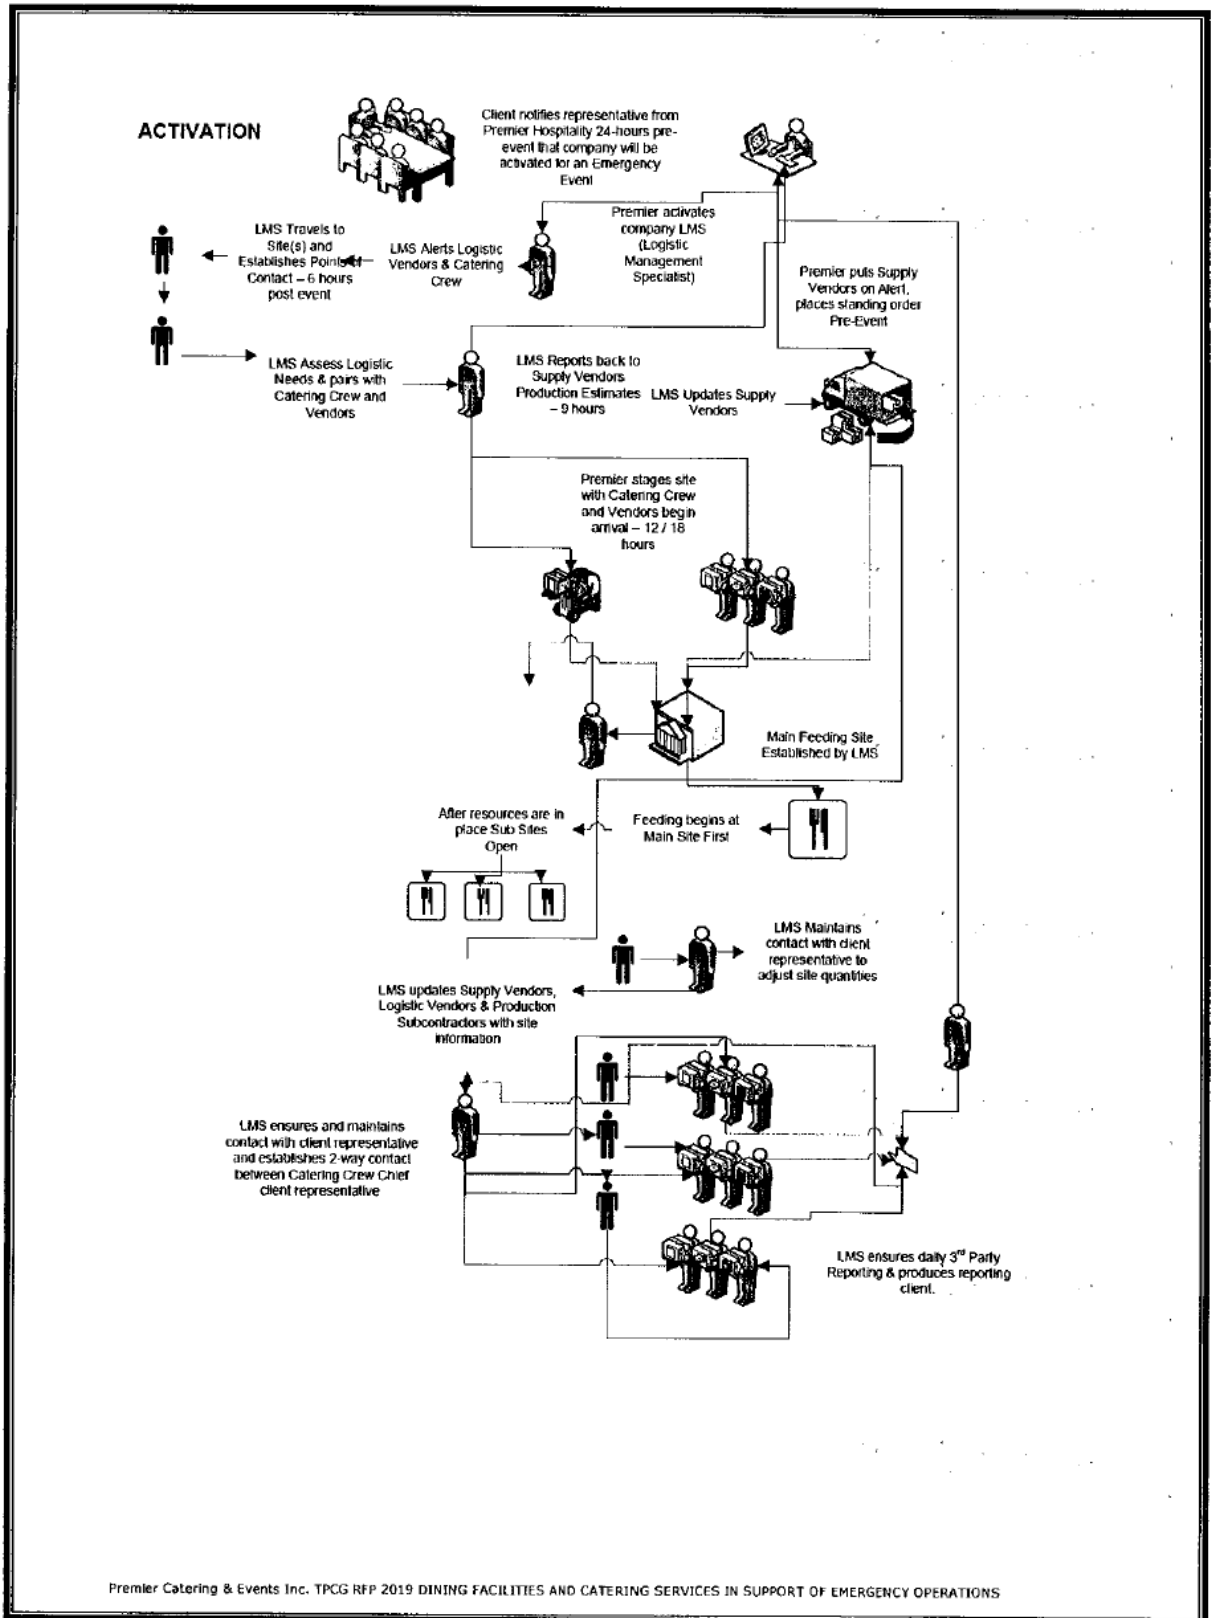 ACTIVATION
Client notifies representative from
Premier Hospitality 24-hours pre-
event that company will be
activated for an Emergency
Event
Premier activates
company LMS
(Logistic
Management
Specialist)
LMS Alerts Logistic
Vendors & Catering
Crew
LMS Travels to
Site(s) and
Establishes Points of
Contact – 6 hours
post event
Premier puts Supply
Vendors on Alert,
places standing order
Pre-Event
LMS Assess Logistic
Needs & pairs with
Catering Crew and
Vendors
LMS Reports back to
Supply Vendors
Production Estimates
– 9 hours
LMS Updates Supply
Vendors
Premier stages site
with Catering Crew
and Vendors begin
arrival – 12 / 18
hours
Main Feeding Site
Established by LMS
Feeding begins at
Main Site First
After resources are in
place Sub Sites
Open
LMS Maintains
contact with client
representative to
adjust site quantities
LMS updates Supply Vendors,
Logistic Vendors & Production
Subcontractors with site
information
LMS ensures and maintains
contact with client representative
and establishes 2-way contact
between Catering Crew Chief
client representative
LMS ensures daily 3rd Party
Reporting & produces reporting
client.
Premier Catering & Events Inc. TPCG RFP 2019 DINING FACILITIES AND CATERING SERVICES IN SUPPORT OF EMERGENCY OPERATIONS